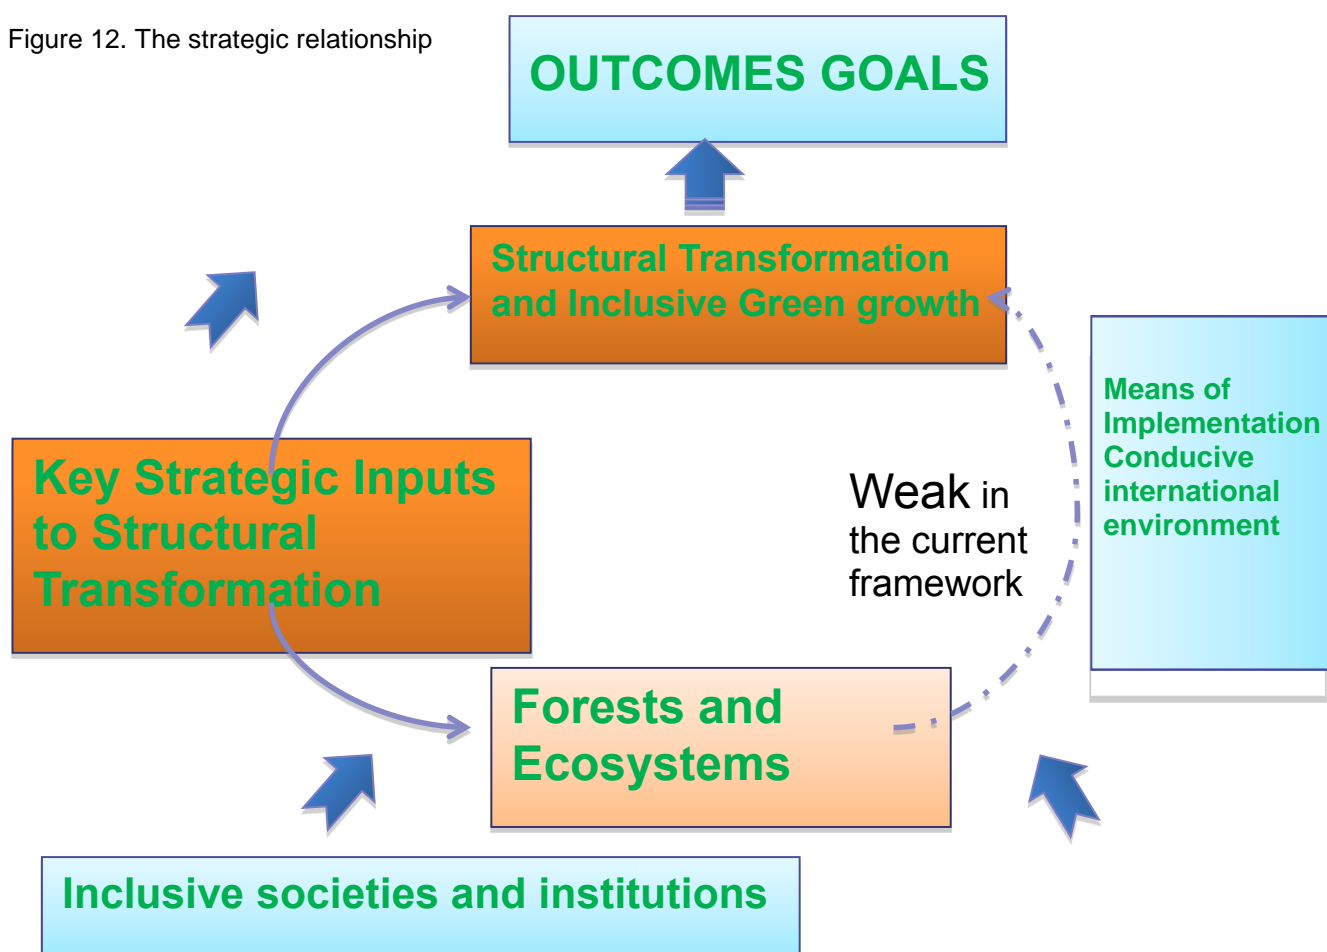 Figure 12. The strategic relationship
OUTCOMES GOALS
Structural Transformation
and Inclusive Green growth
Means of
Implementation
Conducive
international
environment
Key Strategic Inputs
to Structural
Transformation
Weak in
the current
framework
Forests and
Ecosystems
Inclusive societies and institutions